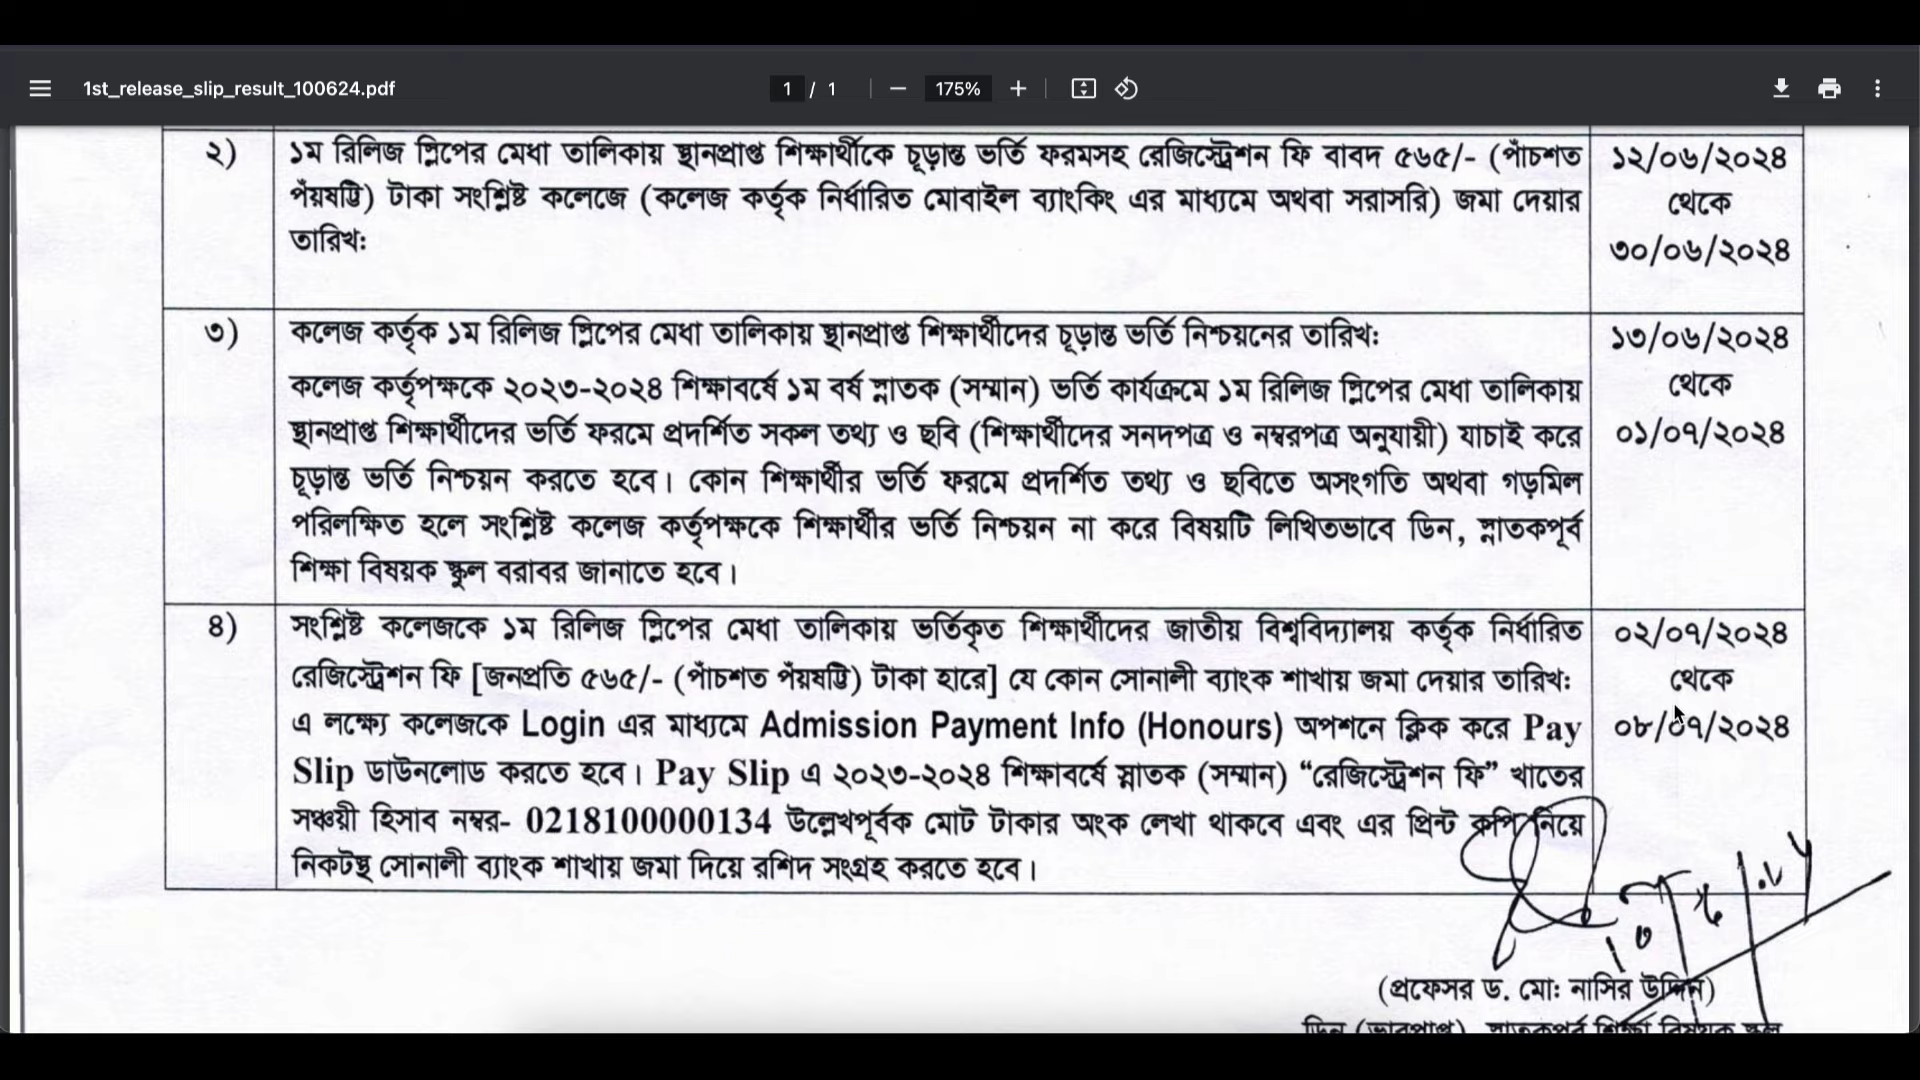 1st_release_slip_result_100624.pdf
1 / 1
175%
২) ১ম রিলিজ স্লিপের মেধা তালিকায় স্থানপ্রাপ্ত শিক্ষার্থীকে চূড়ান্ত ভর্তি ফরমসহ রেজিস্ট্রেশন ফি বাবদ ৫৬৫/- (পাঁচশত ১২/০৬/২০২৪
পঁয়ষট্টি) টাকা সংশ্লিষ্ট কলেজে (কলেজ কর্তৃক নির্ধারিত মোবাইল ব্যাংকিং এর মাধ্যমে অথবা সরাসরি) জমা দেয়ার থেকে
তারিখঃ ৩০/০৬/২০২৪
৩) কলেজ কর্তৃক ১ম রিলিজ স্লিপের মেধা তালিকায় স্থানপ্রাপ্ত শিক্ষার্থীদের চূড়ান্ত ভর্তি নিশ্চয়নের তারিখঃ ১৩/০৬/২০২৪
কলেজ কর্তৃপক্ষকে ২০২৩-২০২৪ শিক্ষাবর্ষে ১ম বর্ষ স্নাতক (সম্মান) ভর্তি কার্যক্রমে ১ম রিলিজ স্লিপের মেধা তালিকায় থেকে
স্থানপ্রাপ্ত শিক্ষার্থীদের ভর্তি ফরমে প্রদর্শিত সকল তথ্য ও ছবি (শিক্ষার্থীদের সনদপত্র ও নম্বরপত্র অনুযায়ী) যাচাই করে ০১/০৭/২০২৪
চূড়ান্ত ভর্তি নিশ্চয়ন করতে হবে। কোন শিক্ষার্থীর ভর্তি ফরমে প্রদর্শিত তথ্য ও ছবিতে অসংগতি অথবা গড়মিল
পরিলক্ষিত হলে সংশ্লিষ্ট কলেজ কর্তৃপক্ষকে শিক্ষার্থীর ভর্তি নিশ্চয়ন না করে বিষয়টি লিখিতভাবে ডিন, স্নাতকপূর্ব
শিক্ষা বিষয়ক স্কুল বরাবর জানাতে হবে।
৪) সংশ্লিষ্ট কলেজকে ১ম রিলিজ স্লিপের মেধা তালিকায় ভর্তিকৃত শিক্ষার্থীদের জাতীয় বিশ্ববিদ্যালয় কর্তৃক নির্ধারিত ০২/০৭/২০২৪
রেজিস্ট্রেশন ফি [জনপ্রতি ৫৬৫/- (পাঁচশত পঁয়ষট্টি) টাকা হারে] যে কোন সোনালী ব্যাংক শাখায় জমা দেয়ার তারিখঃ থেকে
এ লক্ষ্যে কলেজকে Login এর মাধ্যমে Admission Payment Info (Honours) অপশনে ক্লিক করে Pay ০৮/০৭/২০২৪
Slip ডাউনলোড করতে হবে। Pay Slip এ ২০২৩-২০২৪ শিক্ষাবর্ষে স্নাতক (সম্মান) “রেজিস্ট্রেশন ফি” খাতের
সঞ্চয়ী হিসাব নম্বর- 0218100000134 উল্লেখপূর্বক মোট টাকার অংক লেখা থাকবে এবং এর প্রিন্ট কপি নিয়ে
নিকটস্থ সোনালী ব্যাংক শাখায় জমা দিয়ে রশিদ সংগ্রহ করতে হবে।
(প্রফেসর ড. মোঃ নাসির উদ্দিন)
ডিন (ভারপ্রাপ্ত), স্নাতকপূর্ব শিক্ষা বিষয়ক স্কুল